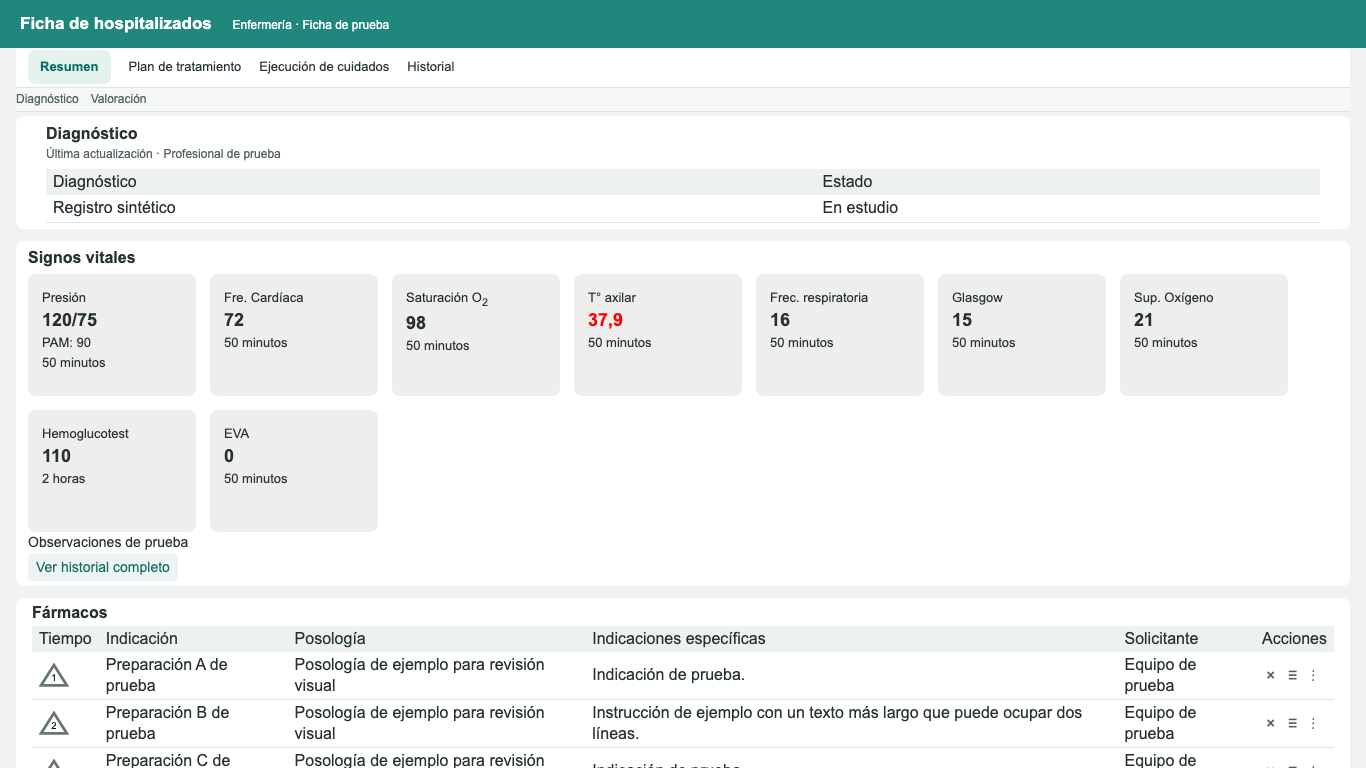 Ficha de hospitalizados Enfermería · Ficha de prueba
Resumen Plan de tratamiento Ejecución de cuidados Historial
Diagnóstico Valoración
Diagnóstico
Última actualización · Profesional de prueba
Diagnóstico Estado
Registro sintético En estudio
Signos vitales
Presión
120/75
PAM: 90
50 minutos
Fre. Cardíaca
72
50 minutos
Saturación O2
98
50 minutos
T° axilar
37,9
50 minutos
Frec. respiratoria
16
50 minutos
Glasgow
15
50 minutos
Sup. Oxígeno
21
50 minutos
Hemoglucotest
110
2 horas
EVA
0
50 minutos
Observaciones de prueba
Ver historial completo
Fármacos
Tiempo Indicación Posología Indicaciones específicas Solicitante Acciones
1
Preparación A de
prueba
Posología de ejemplo para revisión
visual
Indicación de prueba.
Equipo de
prueba
2
Preparación B de
prueba
Posología de ejemplo para revisión
visual
Instrucción de ejemplo con un texto más largo que puede ocupar dos
líneas.
Equipo de
prueba
Preparación C de
Posología de ejemplo para revisión
Equipo de